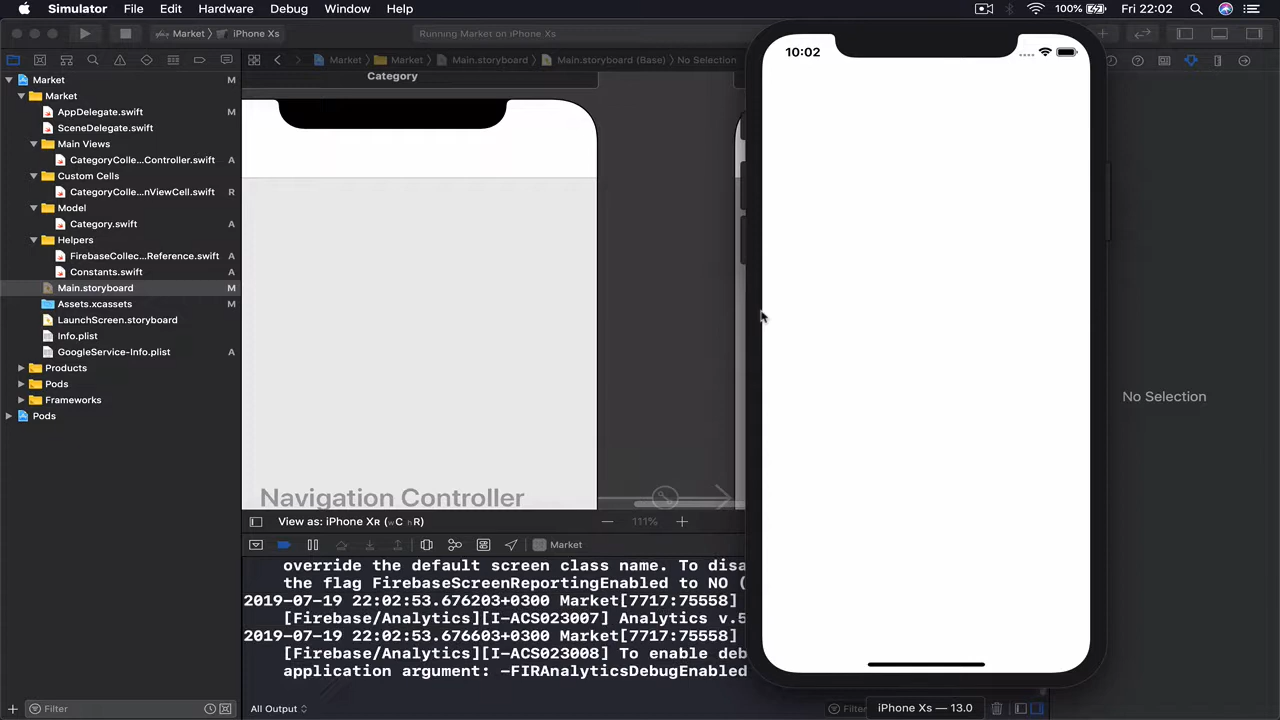 Simulator File Edit Hardware Debug Window Help 100% Fri 22:02
Market iPhone Xs Running Market on iPhone Xs
Market Market Main.storyboard Main.storyboard (Base) No Selection
Market M
Market
AppDelegate.swift M
SceneDelegate.swift
Main Views
CategoryColle...Controller.swift A
Custom Cells
CategoryColle...nViewCell.swift R
Model
Category.swift A
Helpers
FirebaseCollec...Reference.swift A
Constants.swift A
Main.storyboard M
Assets.xcassets M
LaunchScreen.storyboard
Info.plist
GoogleService-Info.plist A
Products
Pods
Frameworks
Pods
Filter
Category
Navigation Controller
View as: iPhone XR (wC hR) 111%
Market
override the default screen class name. To disa
the flag FirebaseScreenReportingEnabled to NO (
2019-07-19 22:02:53.676203+0300 Market[7717:75558]
[Firebase/Analytics][I-ACS023007] Analytics v.5
2019-07-19 22:02:53.676603+0300 Market[7717:75558]
[Firebase/Analytics][I-ACS023008] To enable deb
application argument: -FIRAnalyticsDebugEnabled
All Output
Filter
10:02
iPhone Xs — 13.0
No Selection